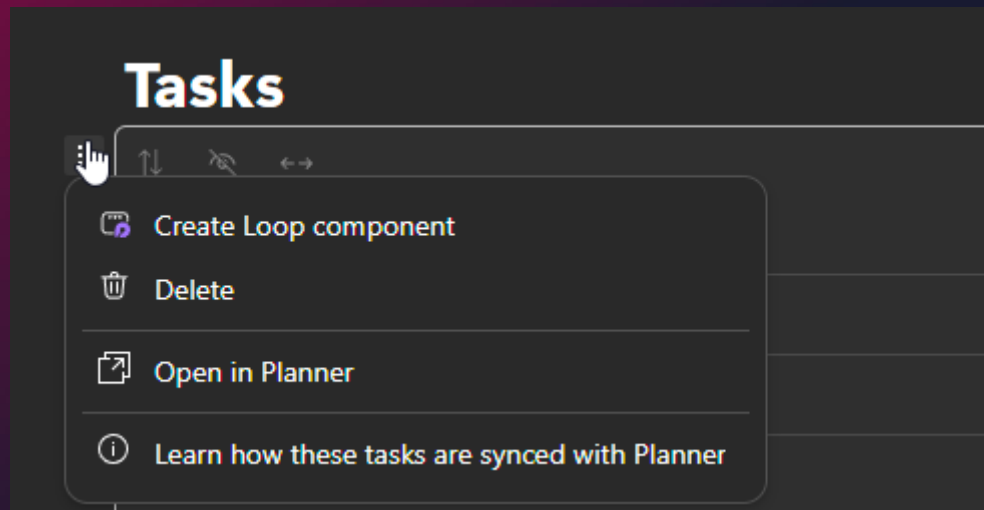 Tasks
Create Loop component
Delete
Open in Planner
Learn how these tasks are synced with Planner